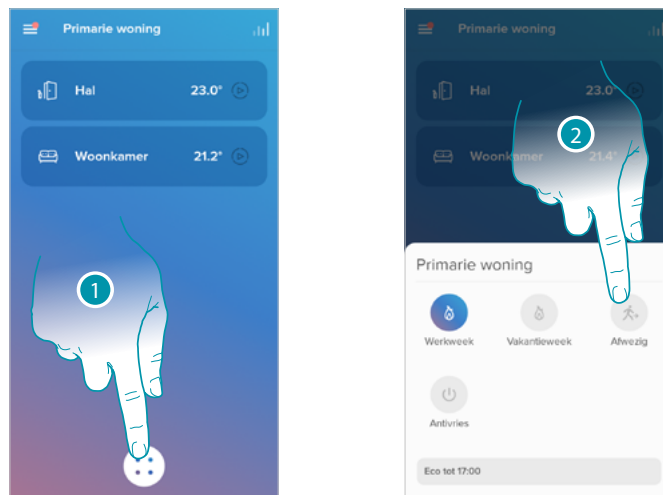 Primarie woning
Hal 23.0°
Woonkamer 21.2°
1
Primarie woning
Hal 23.0°
Woonkamer 21.4°
2
Primarie woning
Werkweek Vakantieweek Afwezig
Antivries
Eco tot 17:00